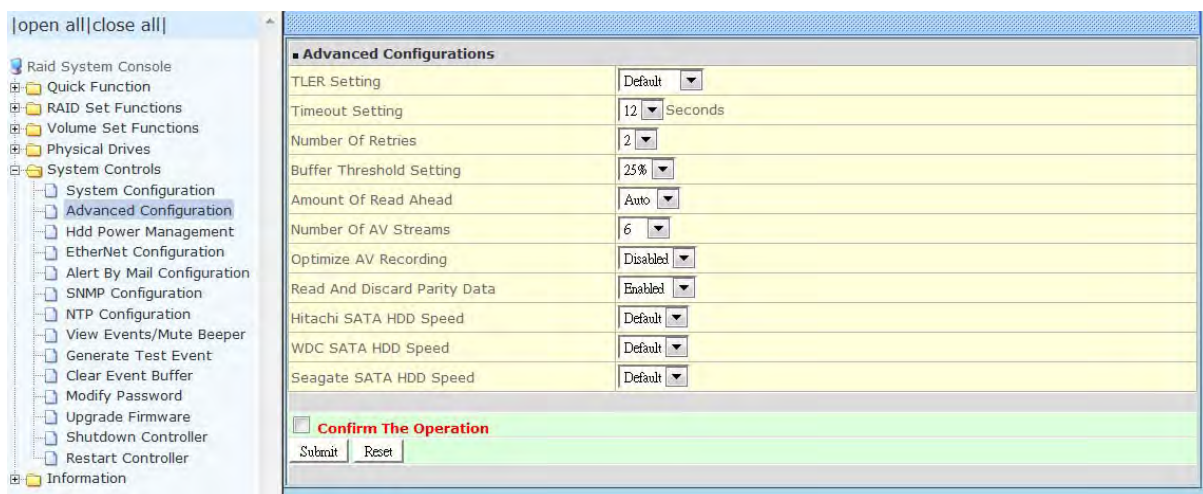 |open all|close all|
Raid System Console
Quick Function
RAID Set Functions
Volume Set Functions
Physical Drives
System Controls
System Configuration
Advanced Configuration
Hdd Power Management
EtherNet Configuration
Alert By Mail Configuration
SNMP Configuration
NTP Configuration
View Events/Mute Beeper
Generate Test Event
Clear Event Buffer
Modify Password
Upgrade Firmware
Shutdown Controller
Restart Controller
Information
Advanced Configurations
TLER Setting Default
Timeout Setting 12 Seconds
Number Of Retries 2
Buffer Threshold Setting 25%
Amount Of Read Ahead Auto
Number Of AV Streams 6
Optimize AV Recording Disabled
Read And Discard Parity Data Enabled
Hitachi SATA HDD Speed Default
WDC SATA HDD Speed Default
Seagate SATA HDD Speed Default
Confirm The Operation
Submit Reset